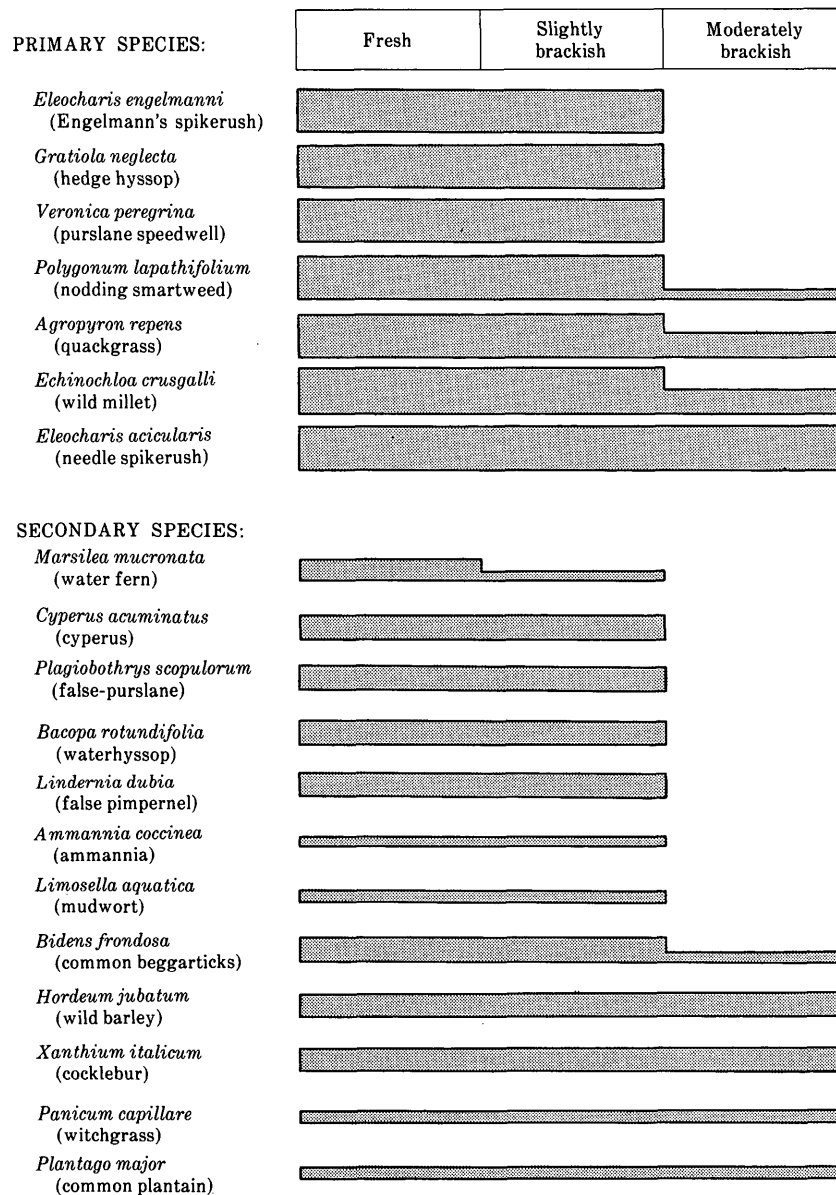 PRIMARY SPECIES:
Fresh
Slightly
brackish
Moderately
brackish
Eleocharis engelmanni
(Engelmann's spikerush)
Gratiola neglecta
(hedge hyssop)
Veronica peregrina
(purslane speedwell)
Polygonum lapathifolium
(nodding smartweed)
Agropyron repens
(quackgrass)
Echinochloa crusgalli
(wild millet)
Eleocharis acicularis
(needle spikerush)
SECONDARY SPECIES:
Marsilea mucronata
(water fern)
Cyperus acuminatus
(cyperus)
Plagiobothrys scopulorum
(false-purslane)
Bacopa rotundifolia
(waterhyssop)
Lindernia dubia
(false pimpernel)
Ammannia coccinea
(ammannia)
Limosella aquatica
(mudwort)
Bidens frondosa
(common beggarticks)
Hordeum jubatum
(wild barley)
Xanthium italicum
(cocklebur)
Panicum capillare
(witchgrass)
Plantago major
(common plantain)